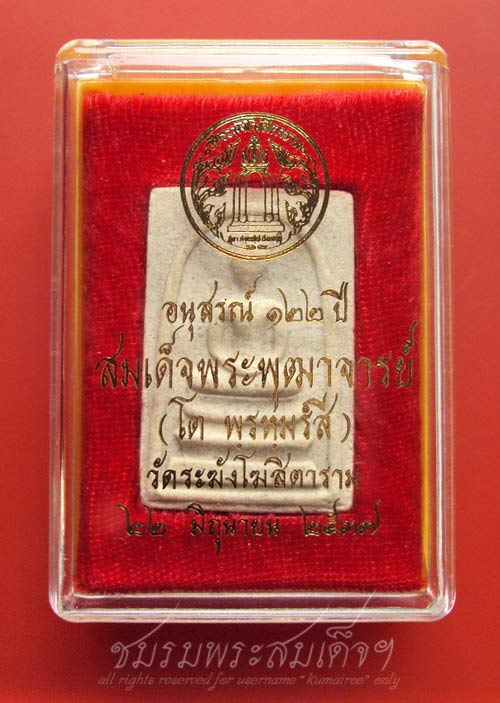 อนุสรณ์ ๑๒๒ ปี
สมเด็จพระพุฒาจารย์
(โต พรหมรํสี)
วัดระฆังโฆสิตาราม
๒๒ มิถุนายน ๒๕๓๗
ชมรมพระสมเด็จฯ
all rights reserved for username "kumairoo" only